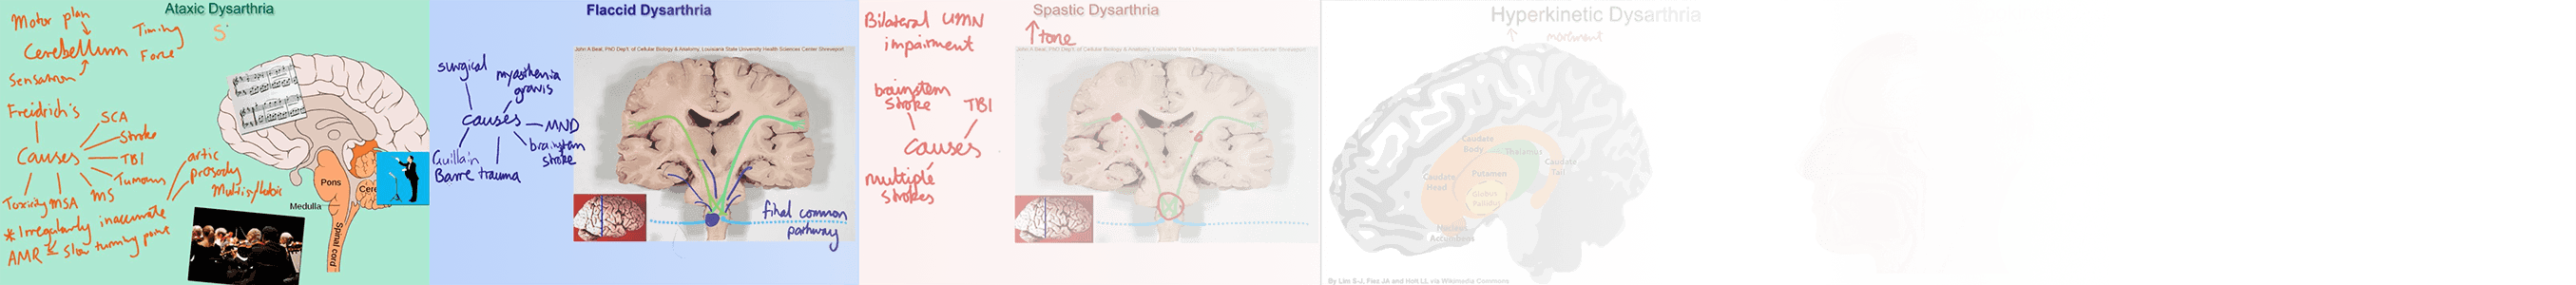 Ataxic Dysarthria
Motor plan
Cerebellum
Sensation
Timing
Force
S
Freidrich's
SCA
Stroke
Causes
TBI
Tumours
MS
MSA
Toxicity
artic
prosody
Multisyllabic
* Irregularly inaccurate
AMR * slow turning point
Pons
Cere
Medulla
Spinal cord
Flaccid Dysarthria
John A Beal, PhD Dep't. of Cellular Biology & Anatomy, Louisiana State University Health Sciences Center Shreveport
surgical
myasthenia
gravis
Causes
MND
brainstem
stroke
Guillain
Barre
trauma
final common
pathway
Spastic Dysarthria
Bilateral UMN
impairment
↑ tone
John A Beal, PhD Dep't. of Cellular Biology & Anatomy, Louisiana State University Health Sciences Center Shreveport
brainstem
stroke
TBI
Causes
multiple
strokes
Hyperkinetic Dysarthria
↑ movement
Caudate
Body
Thalamus
Caudate
Tail
Caudate
Head
Putamen
Globus
Pallidus
Nucleus
Accumbens
By Lim S-J, Fiez JA and Holt LL via Wikimedia Commons